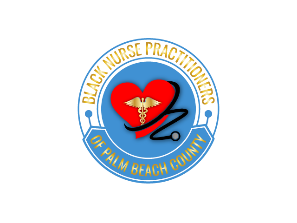 BLACK NURSE PRACTITIONERS
OF PALM BEACH COUNTY